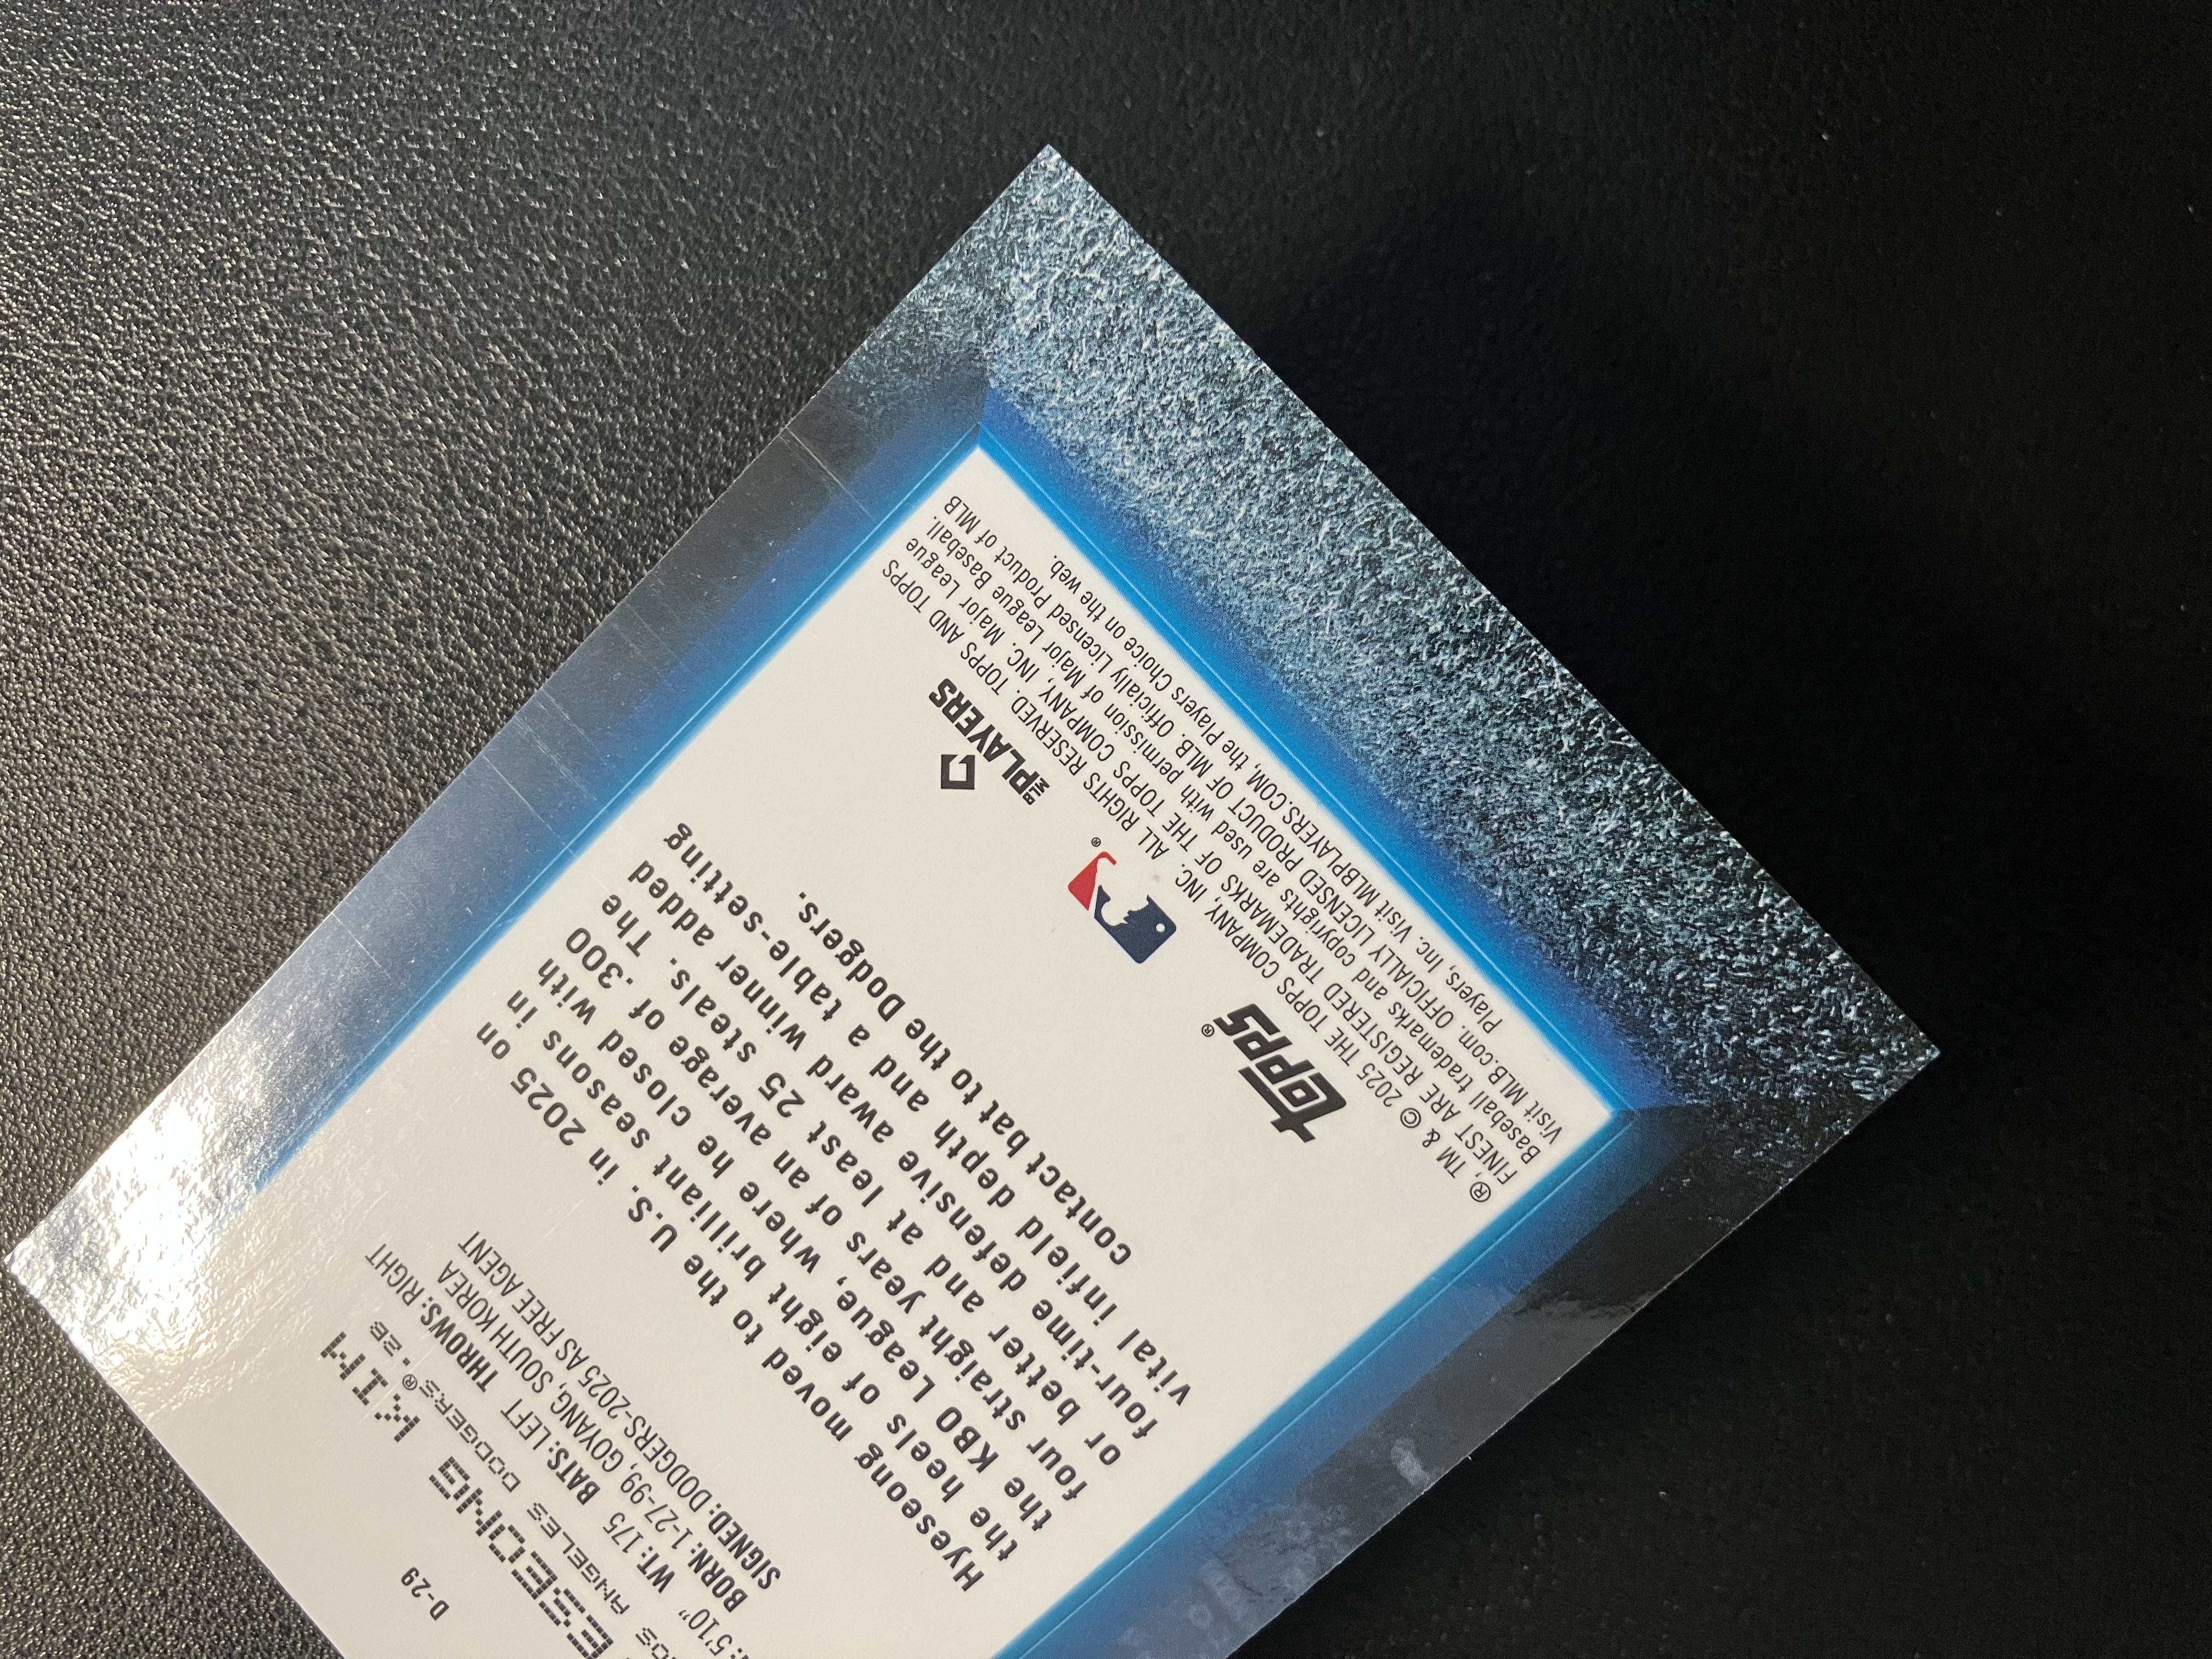 D-29
ESEONG KIM
OS ANGELES DODGERS®, 2B
: 5'10" WT: 175 BATS: LEFT THROWS: RIGHT
BORN: 1-27-99, GOYANG, SOUTH KOREA
SIGNED: DODGERS-2025 AS FREE AGENT
Hyeseong moved to the U.S. in 2025 on
the heels of eight brilliant seasons in
the KBO League, where he closed with
four straight years of an average of .300
or better and at least 25 steals. The
four-time defensive award winner added
vital infield depth and a table-setting
contact bat to the Dodgers.
topps® ® MLB PLAYERS
®, TM & © 2025 THE TOPPS COMPANY, INC. ALL RIGHTS RESERVED. TOPPS AND TOPPS
FINEST ARE REGISTERED TRADEMARKS OF THE TOPPS COMPANY, INC. Major League
Baseball trademarks and copyrights are used with permission of Major League Baseball.
Visit MLB.com. OFFICIALLY LICENSED PRODUCT OF MLB. Officially Licensed Product of MLB
Players, Inc. Visit MLBPLAYERS.COM, the Players Choice on the web.